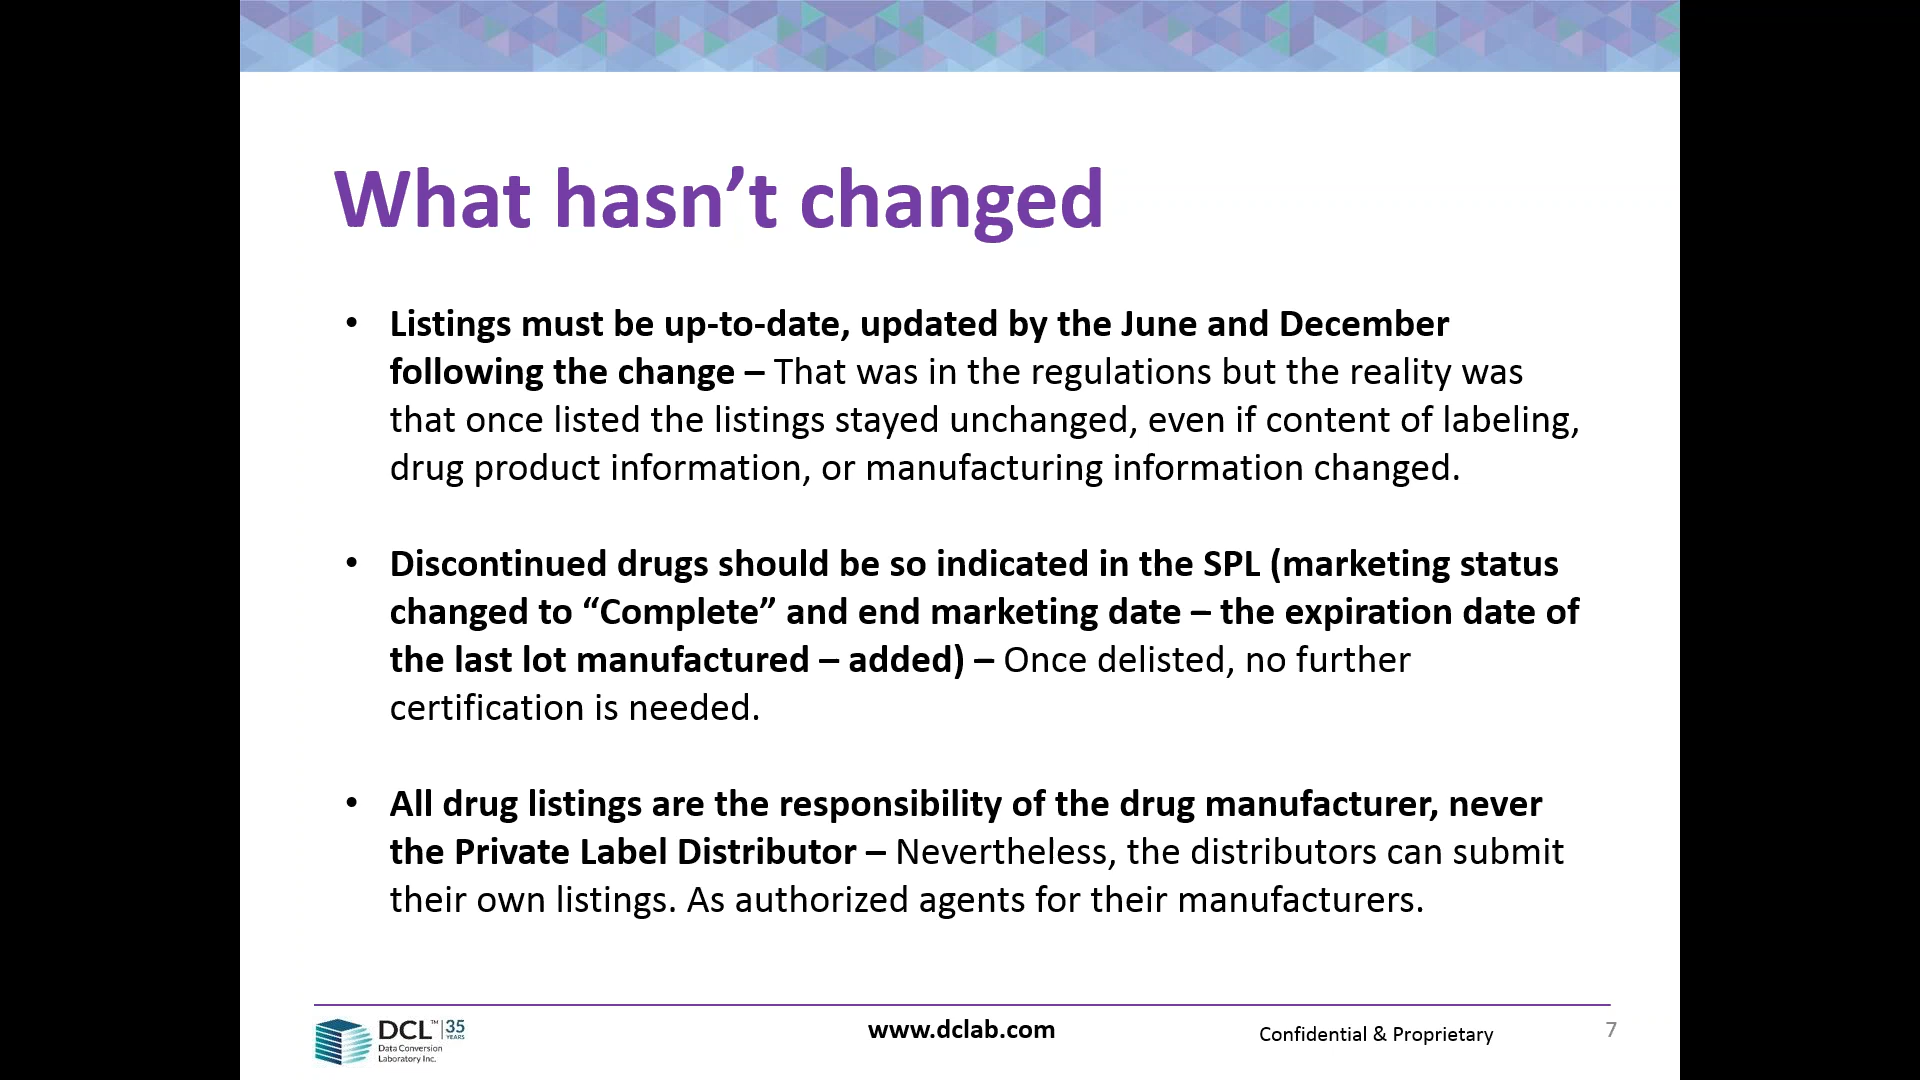 What hasn’t changed
• Listings must be up-to-date, updated by the June and December
following the change – That was in the regulations but the reality was
that once listed the listings stayed unchanged, even if content of labeling,
drug product information, or manufacturing information changed.
• Discontinued drugs should be so indicated in the SPL (marketing status
changed to “Complete” and end marketing date – the expiration date of
the last lot manufactured – added) – Once delisted, no further
certification is needed.
• All drug listings are the responsibility of the drug manufacturer, never
the Private Label Distributor – Nevertheless, the distributors can submit
their own listings. As authorized agents for their manufacturers.
DCL™ 35 YEARS
Data Conversion
Laboratory Inc.
www.dclab.com
Confidential & Proprietary
7